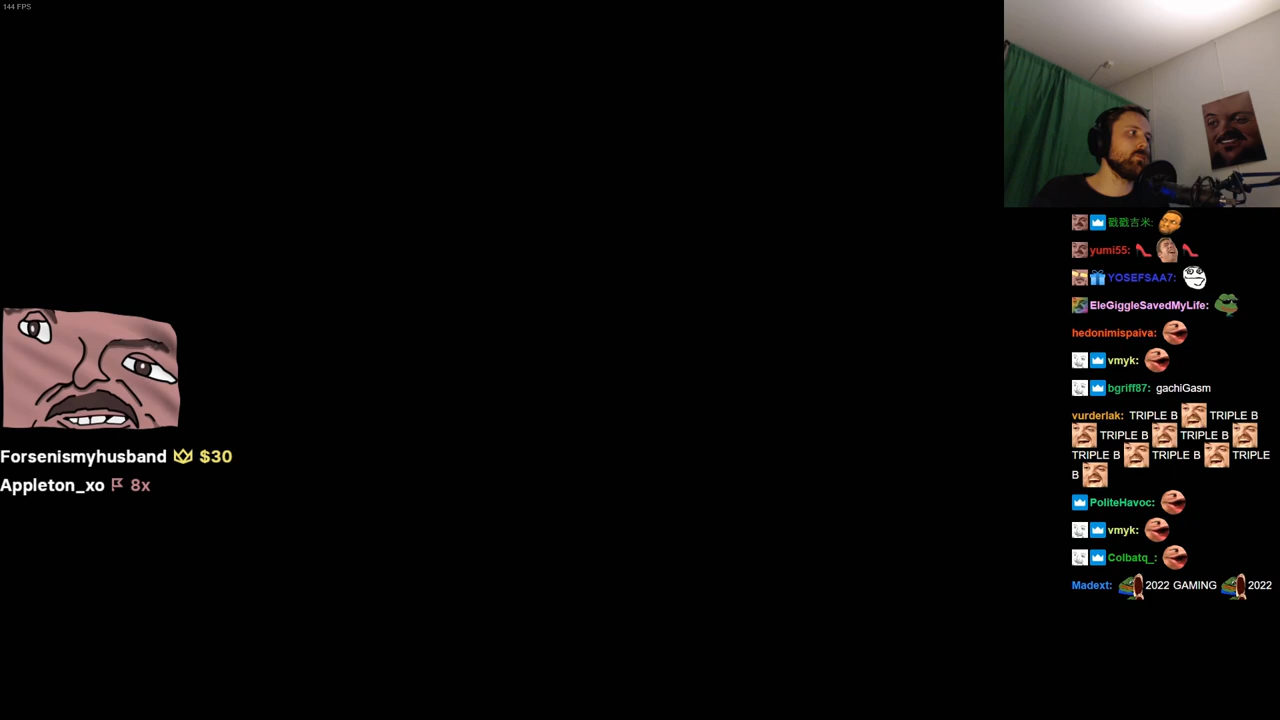 144 FPS
戳戳吉米:
yumi55:
YOSEFSAA7:
EleGiggleSavedMyLife:
hedonimispaiva:
vmyk:
bgriff87: gachiGasm
vurderlak: TRIPLE B TRIPLE B
TRIPLE B TRIPLE B
TRIPLE B TRIPLE B TRIPLE
B
PoliteHavoc:
vmyk:
Colbatq_:
Madext: 2022 GAMING 2022
Forsenismyhusband $30
Appleton_xo 8x